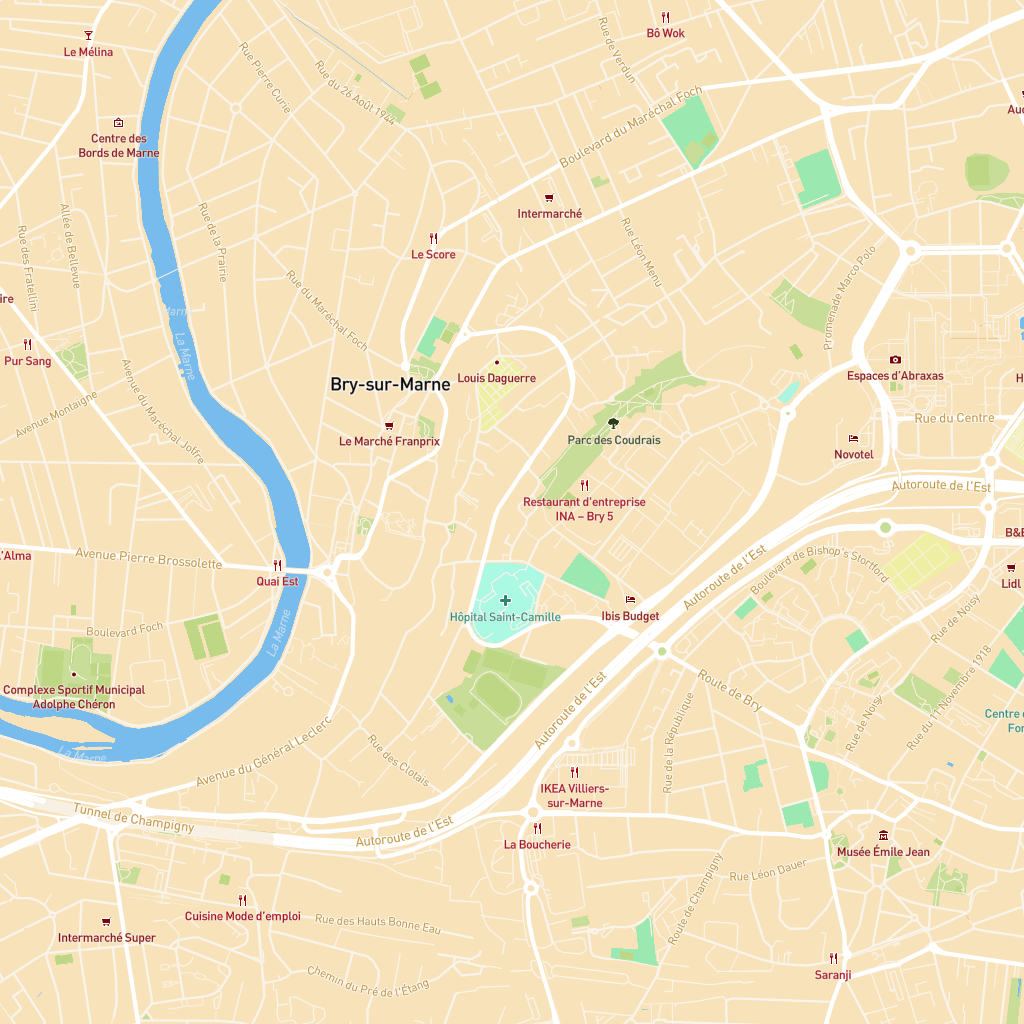 Bô Wok
Le Mélina
Rue Pierre Curie
Rue du 26 Août 1944
Rue de Verdun
Boulevard du Maréchal Foch
Centre des
Bords de Marne
Intermarché
Allée de Bellevue
Rue des Fratellini
Rue de la Prairie
Le Score
Rue Léon Menu
Promenade Marco Polo
Rue du Maréchal Foch
La Marne
Pur Sang
Louis Daguerre
Bry-sur-Marne
Espaces d'Abraxas
Avenue Montaigne
Avenue du Maréchal Joffre
Le Marché Franprix
Parc des Coudrais
Rue du Centre
Novotel
Restaurant d'entreprise
INA – Bry 5
Autoroute de l'Est
Avenue Pierre Brossolette
Quai Est
Autoroute de l'Est
Boulevard de Bishop's Stortford
Lidl
Hôpital Saint-Camille
Ibis Budget
Rue de Noisy
Boulevard Foch
La Marne
Complexe Sportif Municipal
Adolphe Chéron
Autoroute de l'Est
Route de Bry
Rue de la République
Rue de Noisy
Rue du 11 Novembre 1918
La Marne
Avenue du Général Leclerc
Rue des Clotais
IKEA Villiers-
sur-Marne
Tunnel de Champigny
Autoroute de l'Est
La Boucherie
Musée Émile Jean
Rue Léon Dauer
Route de Champigny
Cuisine Mode d'emploi
Rue des Hauts Bonne Eau
Intermarché Super
Chemin du Pré de l'Étang
Saranji